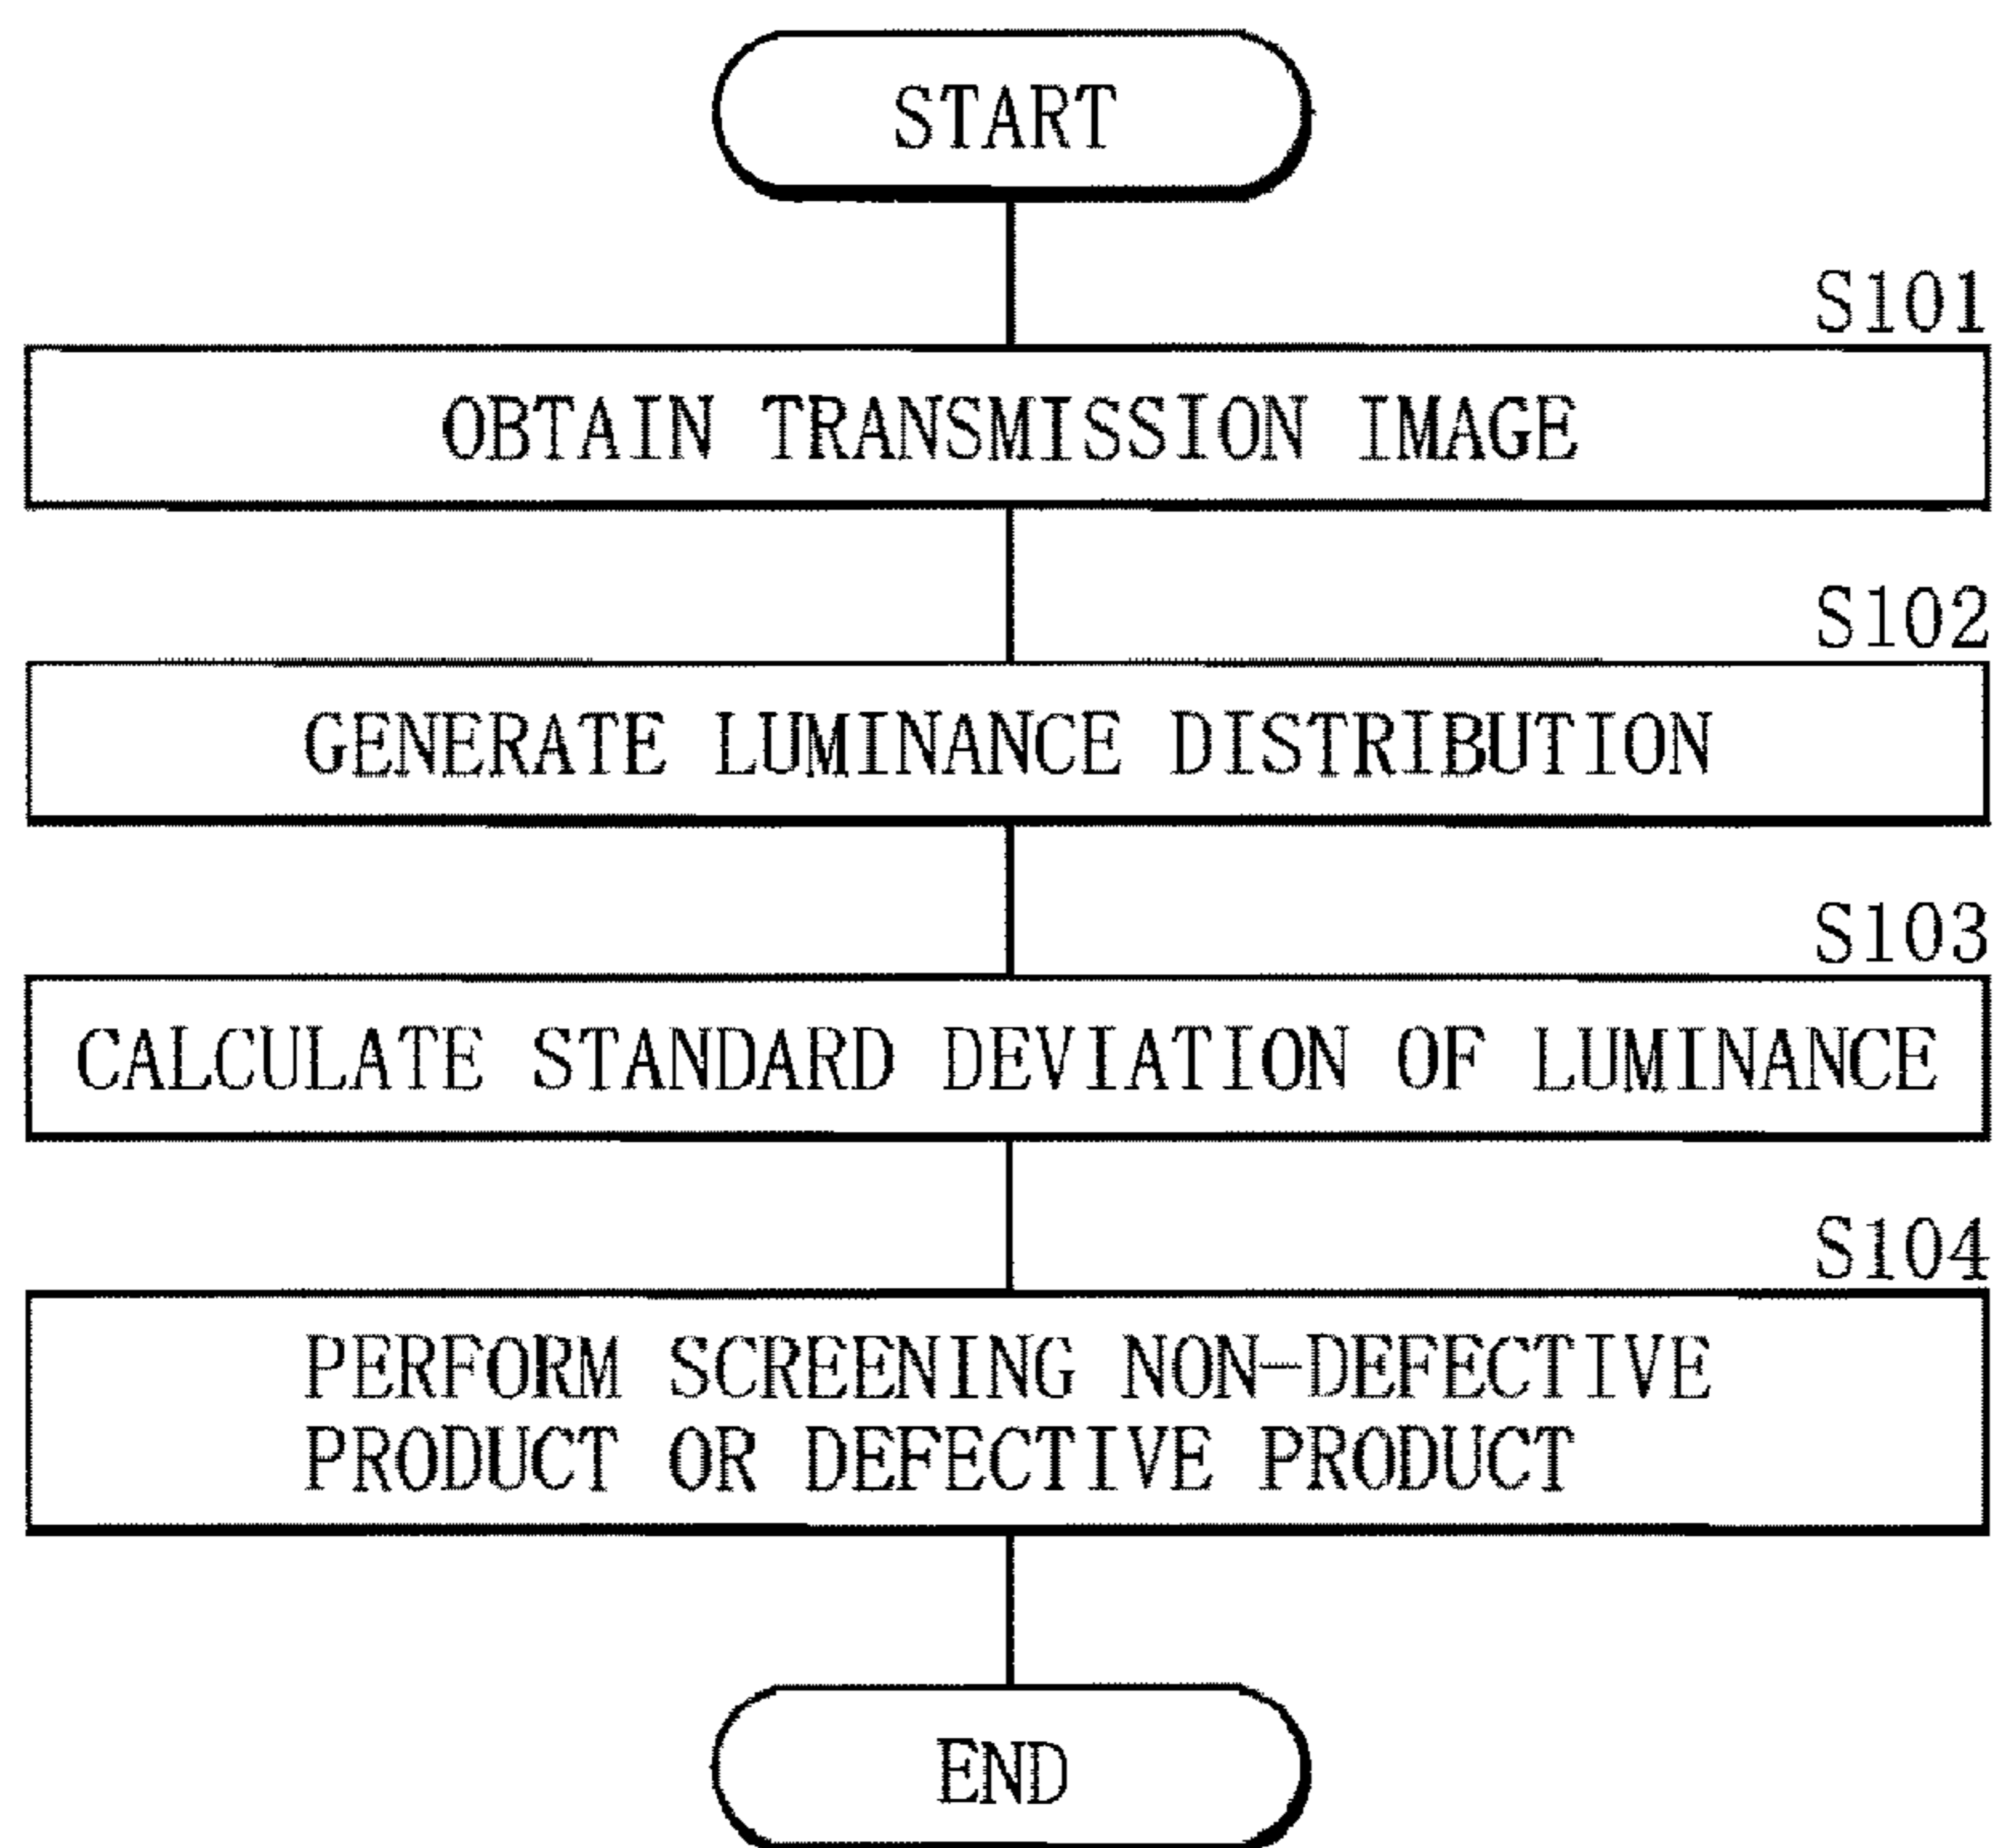 START
S101
OBTAIN TRANSMISSION IMAGE
S102
GENERATE LUMINANCE DISTRIBUTION
S103
CALCULATE STANDARD DEVIATION OF LUMINANCE
S104
PERFORM SCREENING NON-DEFECTIVE
PRODUCT OR DEFECTIVE PRODUCT
END